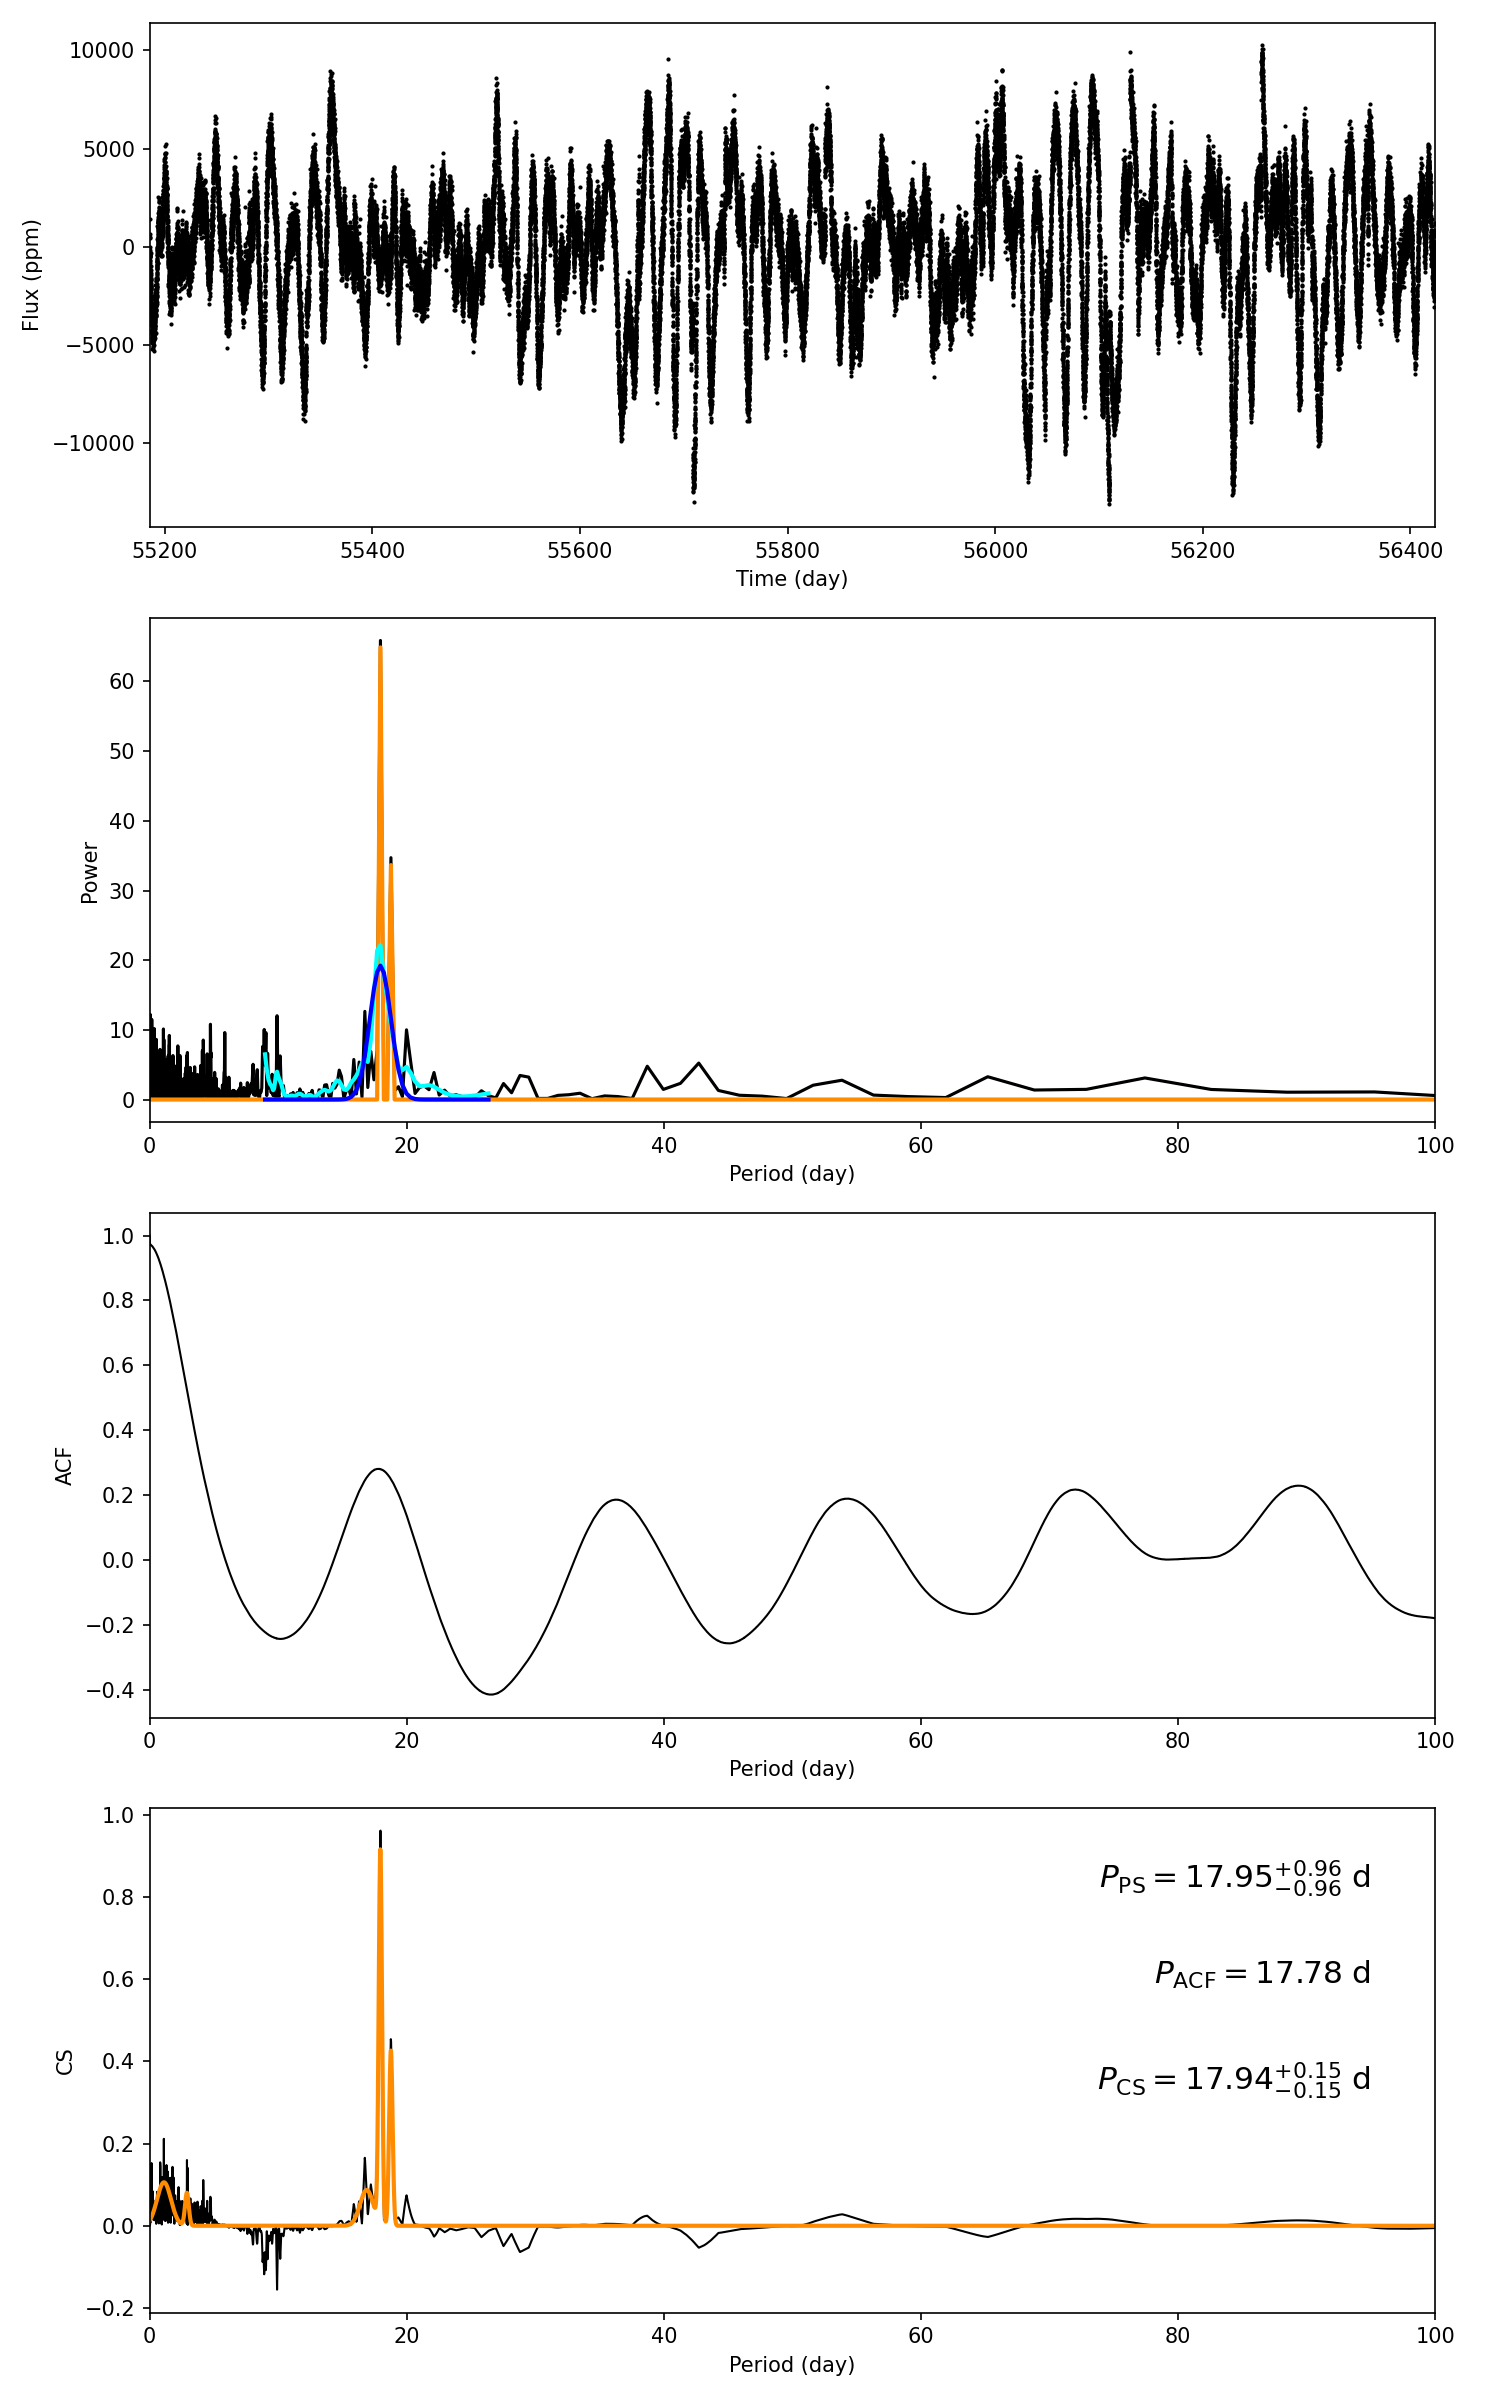 10000
5000
0
−5000
−10000
Flux (ppm)
55200 55400 55600 55800 56000 56200 56400
Time (day)
60
50
40
30
20
10
0
Power
0 20 40 60 80 100
Period (day)
1.0
0.8
0.6
0.4
0.2
0.0
−0.2
−0.4
ACF
0 20 40 60 80 100
Period (day)
1.0
0.8
0.6
0.4
0.2
0.0
−0.2
CS
P_PS = 17.95^{+0.96}_{−0.96} d
P_ACF = 17.78 d
P_CS = 17.94^{+0.15}_{−0.15} d
0 20 40 60 80 100
Period (day)